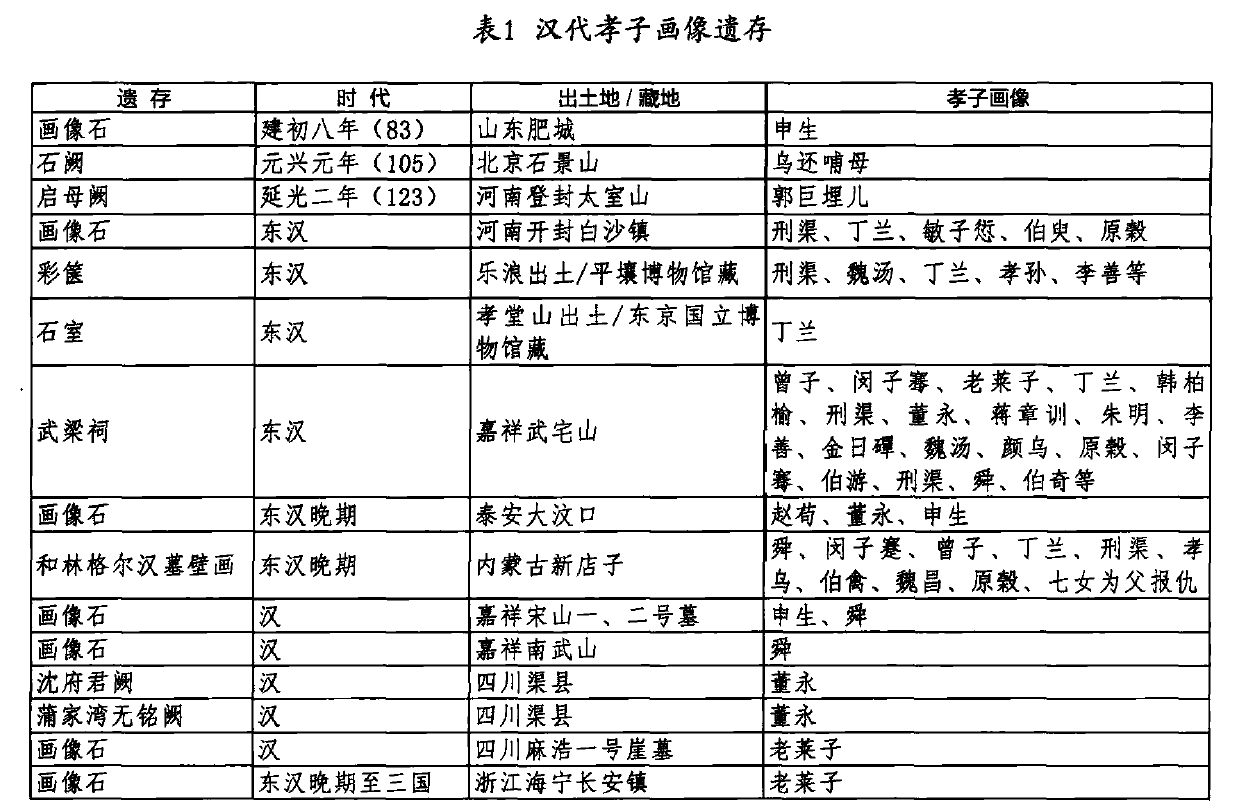 表1 汉代孝子画像遗存
遗存 时代 出土地/藏地 孝子画像
画像石 建初八年（83） 山东肥城 申生
石阙 元兴元年（105） 北京石景山 乌还哺母
启母阙 延光二年（123） 河南登封太室山 郭巨埋儿
画像石 东汉 河南开封白沙镇 刑渠、丁兰、敏子愆、伯臾、原榖
彩箧 东汉 乐浪出土/平壤博物馆藏 刑渠、魏汤、丁兰、孝孙、李善等
石室 东汉 孝堂山出土/东京国立博
物馆藏 丁兰
武梁祠 东汉 嘉祥武宅山 曾子、闵子骞、老莱子、丁兰、韩柏
榆、刑渠、董永、蒋章训、朱明、李
善、金日磾、魏汤、颜乌、原榖、闵子
骞、伯游、刑渠、舜、伯奇等
画像石 东汉晚期 泰安大汶口 赵苟、董永、申生
和林格尔汉墓壁画 东汉晚期 内蒙古新店子 舜、闵子蹇、曾子、丁兰、刑渠、孝
乌、伯禽、魏昌、原榖、七女为父报仇
画像石 汉 嘉祥宋山一、二号墓 申生、舜
画像石 汉 嘉祥南武山 舜
沈府君阙 汉 四川渠县 董永
蒲家湾无铭阙 汉 四川渠县 董永
画像石 汉 四川麻浩一号崖墓 老莱子
画像石 东汉晚期至三国 浙江海宁长安镇 老莱子